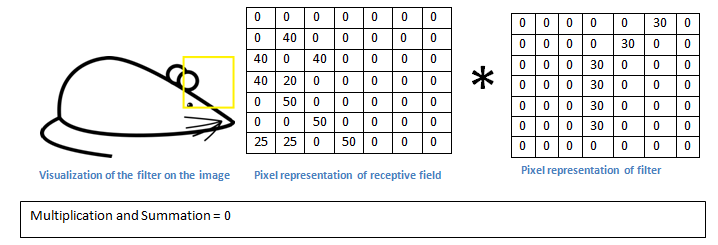 0 0 0 0 0 0 0
0 40 0 0 0 0 0
40 0 40 0 0 0 0
40 20 0 0 0 0 0
0 50 0 0 0 0 0
0 0 50 0 0 0 0
25 25 0 50 0 0 0
*
0 0 0 0 0 30 0
0 0 0 0 30 0 0
0 0 0 30 0 0 0
0 0 0 30 0 0 0
0 0 0 30 0 0 0
0 0 0 30 0 0 0
0 0 0 0 0 0 0
Visualization of the filter on the image
Pixel representation of receptive field
Pixel representation of filter
Multiplication and Summation = 0